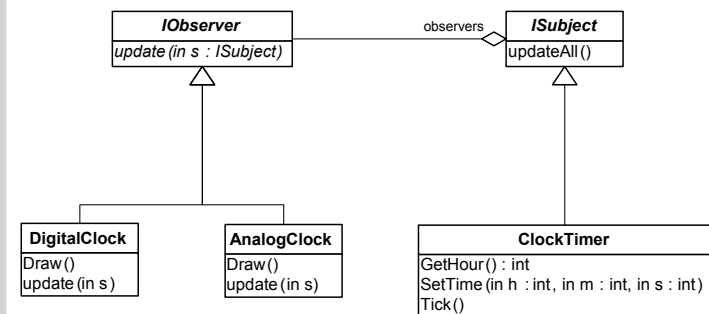 IObserver
update(in s : ISubject)
observers
ISubject
updateAll()
DigitalClock
Draw()
update(in s)
AnalogClock
Draw()
update(in s)
ClockTimer
GetHour() : int
SetTime(in h : int, in m : int, in s : int)
Tick()